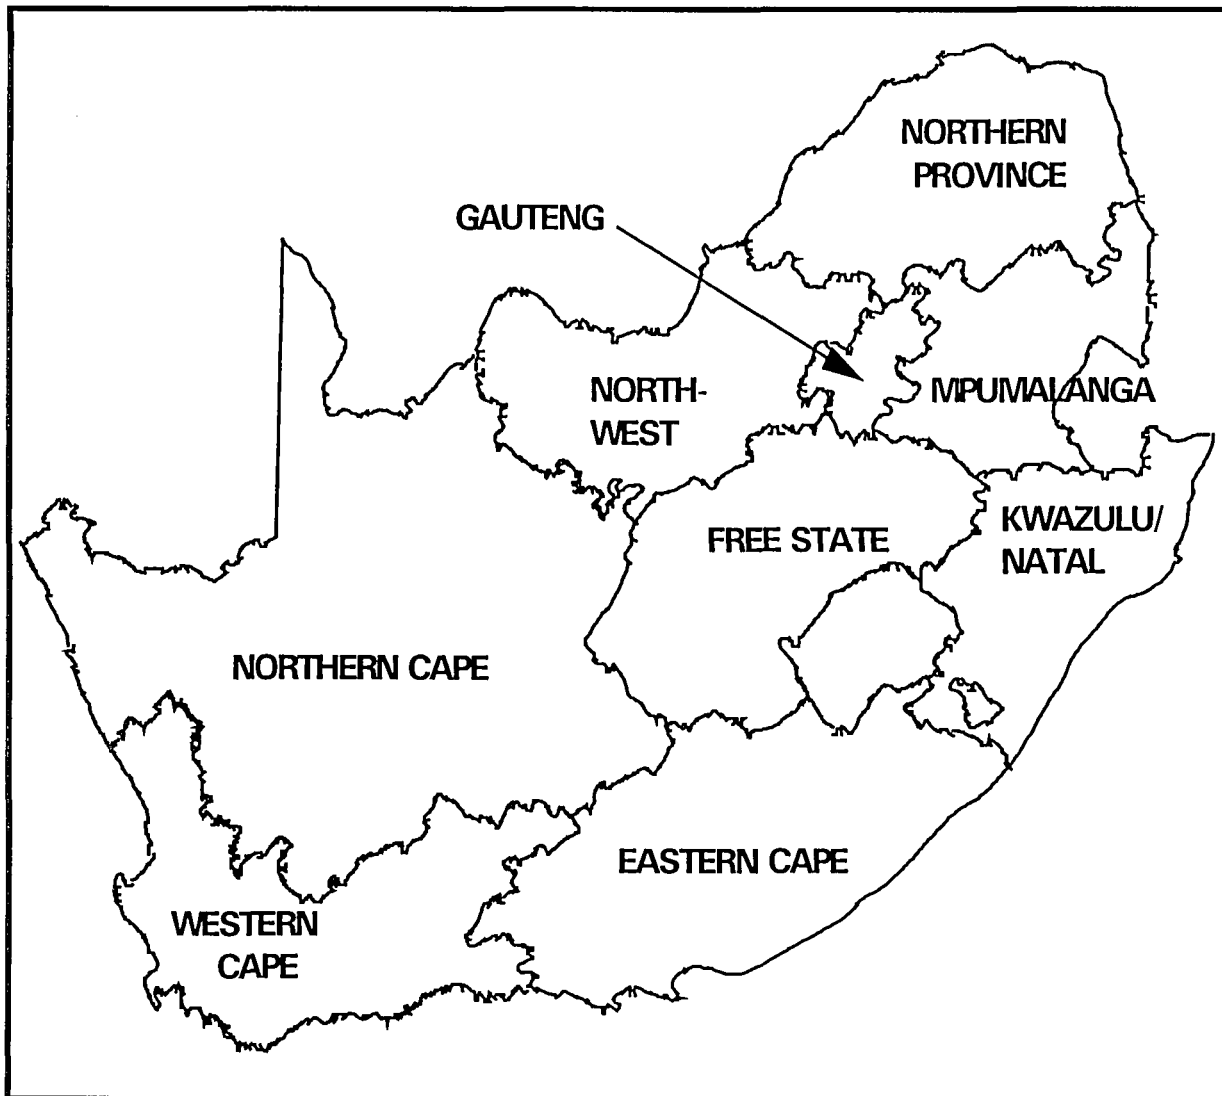 NORTHERN
PROVINCE
GAUTENG
NORTH-
WEST
MPUMALANGA
FREE STATE
KWAZULU/
NATAL
NORTHERN CAPE
EASTERN CAPE
WESTERN
CAPE